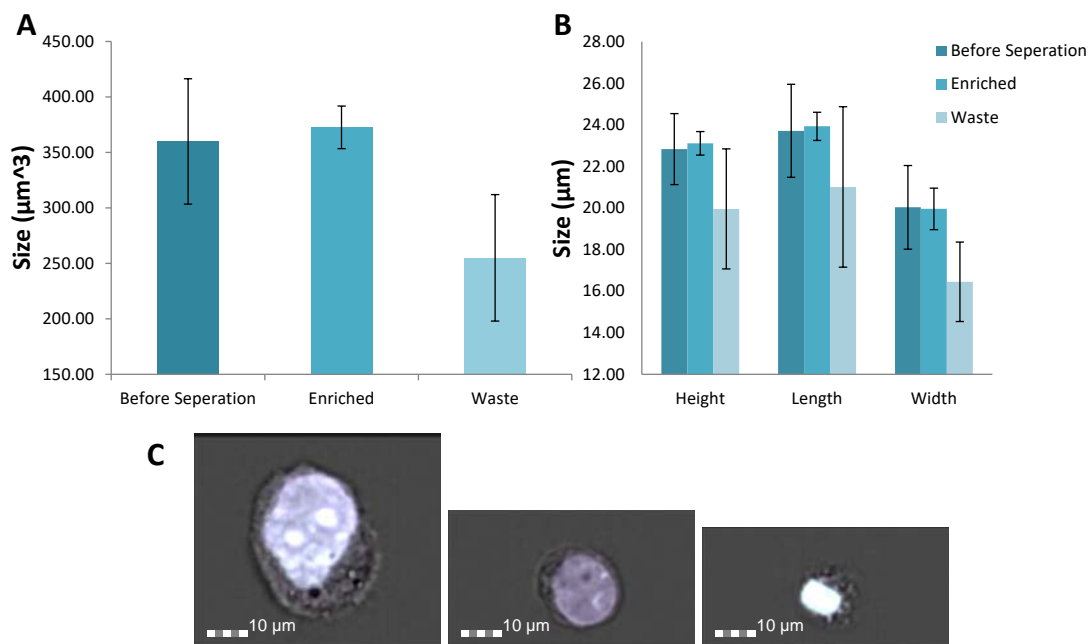 A
450.00
400.00
350.00
300.00
250.00
200.00
150.00
Size (µm^3)
Before Seperation
Enriched
Waste
B
28.00
26.00
24.00
22.00
20.00
18.00
16.00
14.00
12.00
Size (µm)
Height
Length
Width
Before Seperation
Enriched
Waste
C
10 µm
10 µm
10 µm